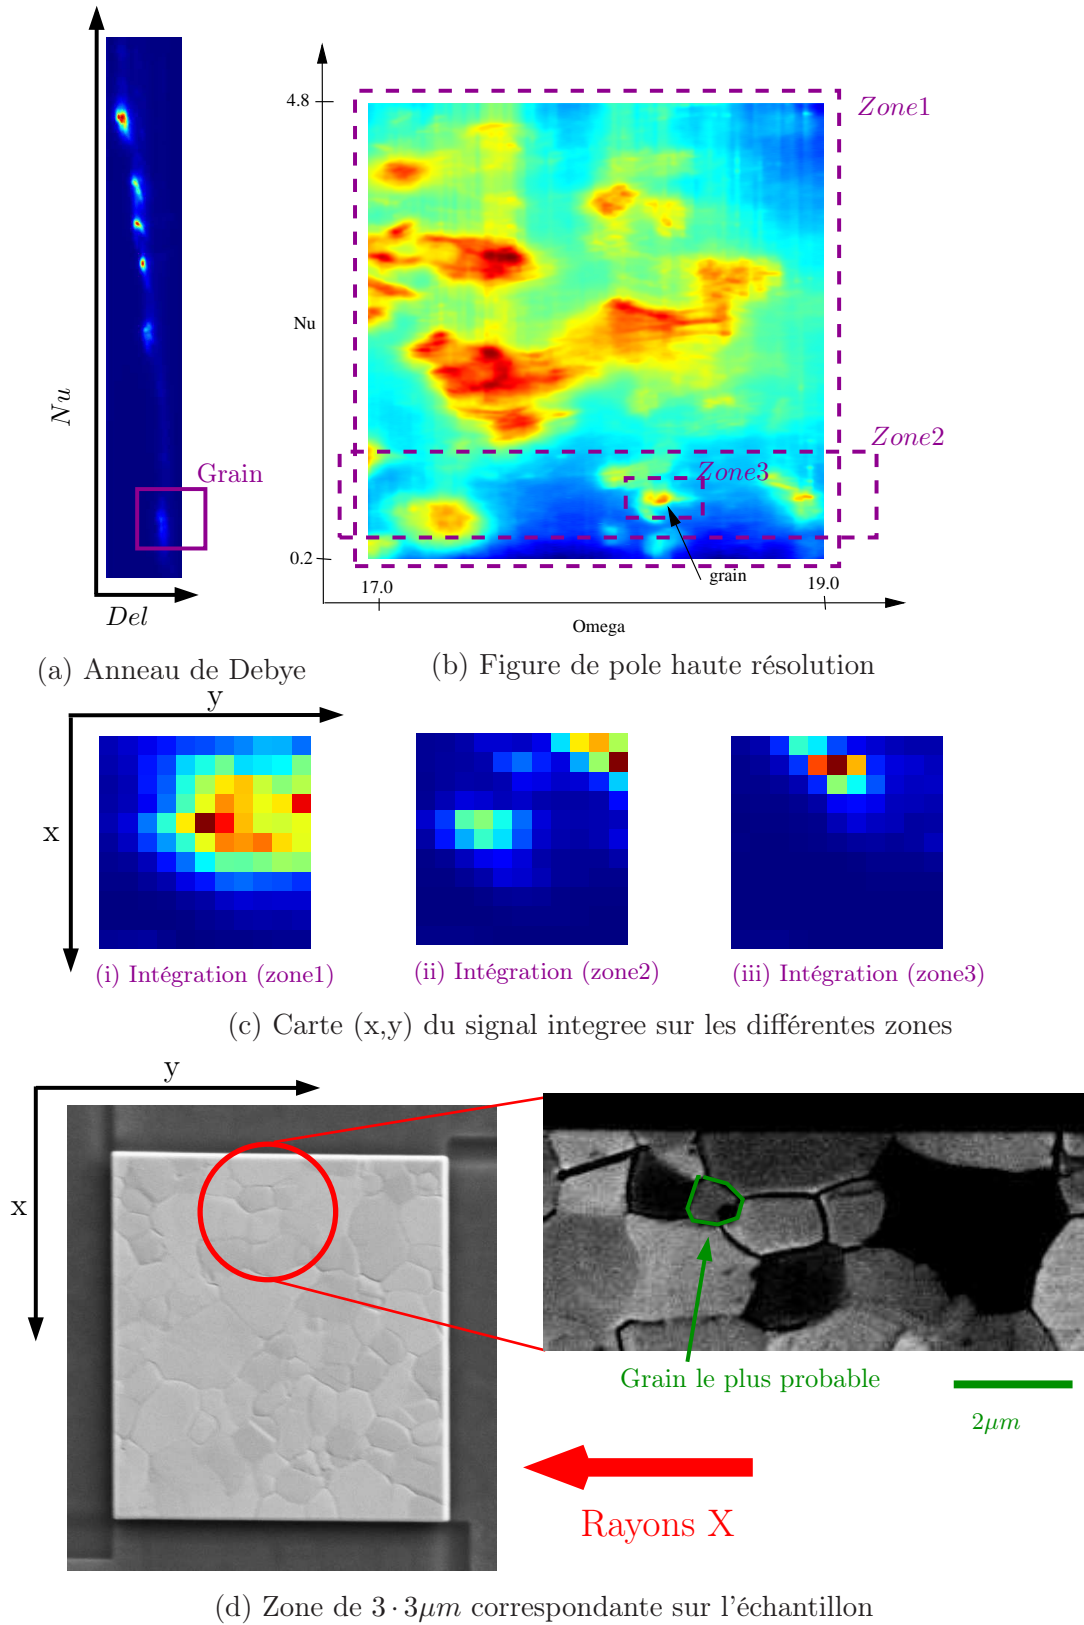 Nu
Grain
Del
(a) Anneau de Debye
4.8
Nu
0.2
17.0
19.0
Omega
Zone1
Zone2
Zone3
grain
(b) Figure de pole haute résolution
y
x
(i) Intégration (zone1)
(ii) Intégration (zone2)
(iii) Intégration (zone3)
(c) Carte (x,y) du signal integree sur les différentes zones
y
x
Grain le plus probable
2μm
Rayons X
(d) Zone de 3 · 3μm correspondante sur l'échantillon